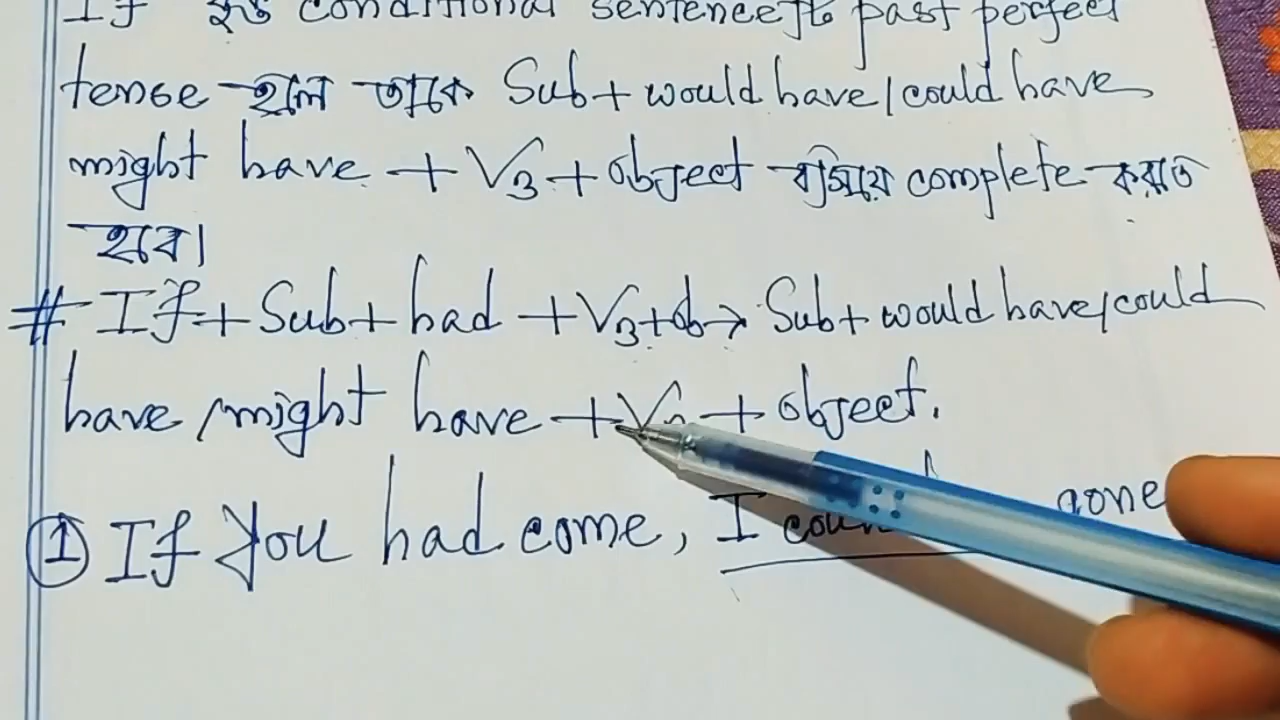 If যুক্ত conditional sentence টি past perfect
tense হলে তাকে Sub + would have / could have
might have + V3 + object বসিয়ে complete করতে
হবে।
# If + Sub + had + V3 + ob → Sub + would have / could
have / might have + V3 + object.
① If you had come, I gone